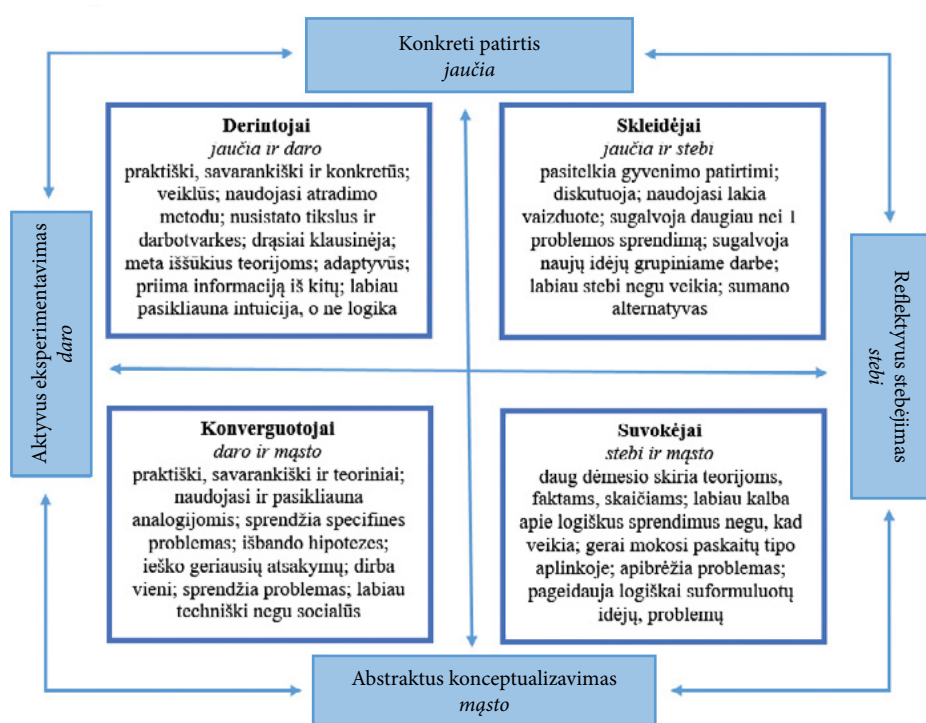 Konkreti patirtis
jaučia
Derintojai
jaučia ir daro
praktiški, savarankiški ir konkretūs;
veiklūs; naudojasi atradimo
metodu; nusistato tikslus ir
darbotvarkes; drąsiai klausinėja;
meta iššūkius teorijoms; adaptyvūs;
priima informaciją iš kitų; labiau
pasikliauna intuicija, o ne logika
Skleidėjai
jaučia ir stebi
pasitelkia gyvenimo patirtimi;
diskutuoja; naudojasi lakia
vaizduote; sugalvoja daugiau nei 1
problemos sprendimą; sugalvoja
naujų idėjų grupiniame darbe;
labiau stebi negu veikia; sumano
alternatyvas
Aktyvus eksperimentavimas
daro
Reflektyvus stebėjimas
stebi
Konverguotojai
daro ir mąsto
praktiški, savarankiški ir teoriniai;
naudojasi ir pasikliauna
analogijomis; sprendžia specifines
problemas; išbando hipotezes;
ieško geriausių atsakymų; dirba
vieni; sprendžia problemas; labiau
techniški negu socialūs
Suvokėjai
stebi ir mąsto
daug dėmesio skiria teorijoms,
faktams, skaičiams; labiau kalba
apie logiškus sprendimus negu, kad
veikia; gerai mokosi paskaitų tipo
aplinkoje; apibrėžia problemas;
pageidauja logiškai suformuluotų
idėjų, problemų
Abstraktus konceptualizavimas
mąsto